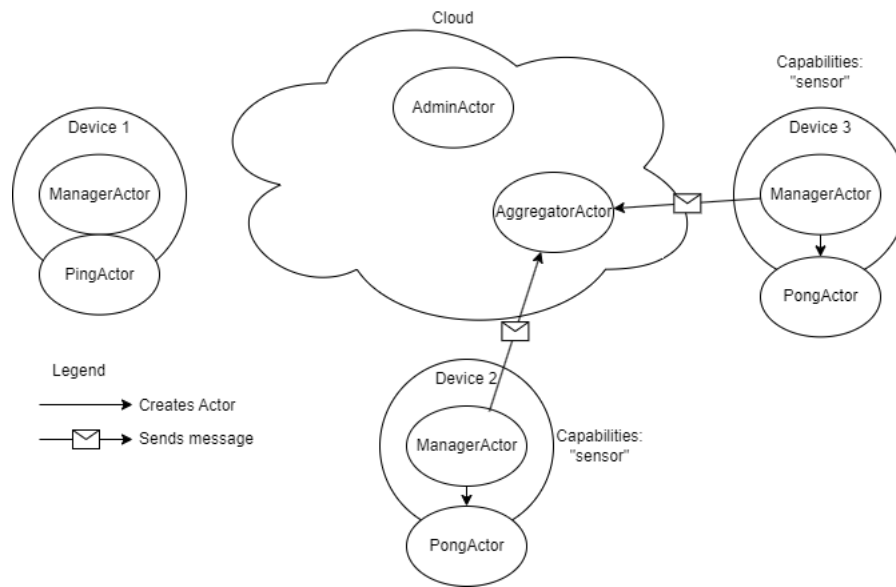 Cloud
Capabilities:
"sensor"
AdminActor
Device 1
Device 3
ManagerActor
ManagerActor
AggregatorActor
PingActor
PongActor
Legend
Device 2
Creates Actor
Sends message
ManagerActor
Capabilities:
"sensor"
PongActor